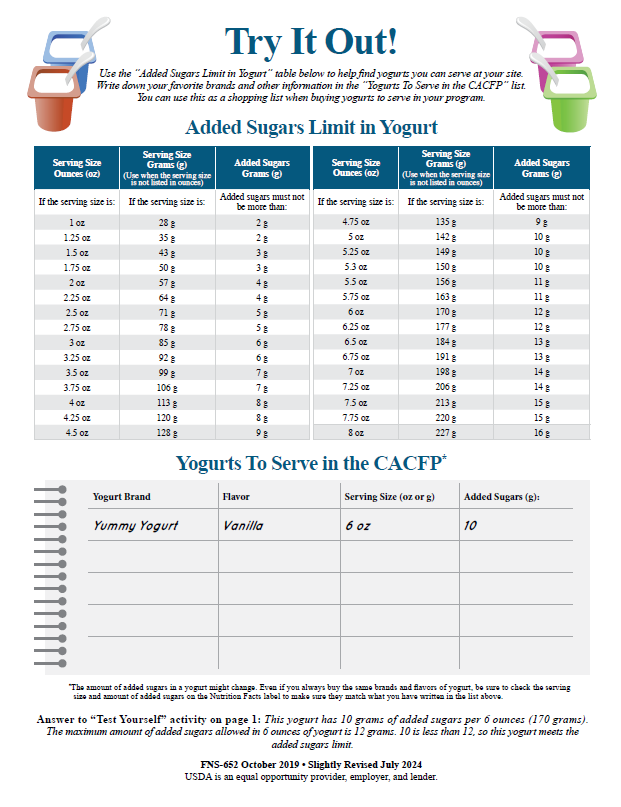 Try It Out!
Use the "Added Sugars Limit in Yogurt" table below to help find yogurts you can serve at your site.
Write down your favorite brands and other information in the "Yogurts To Serve in the CACFP" list.
You can use this as a shopping list when buying yogurts to serve in your program.
Added Sugars Limit in Yogurt
Serving Size Ounces (oz) | Serving Size Grams (g) (Use when the serving size is not listed in ounces) | Added Sugars Grams (g) | Serving Size Ounces (oz) | Serving Size Grams (g) (Use when the serving size is not listed in ounces) | Added Sugars Grams (g)
If the serving size is: | If the serving size is: | Added sugars must not be more than: | If the serving size is: | If the serving size is: | Added sugars must not be more than:
1 oz | 28 g | 2 g | 4.75 oz | 135 g | 9 g
1.25 oz | 35 g | 2 g | 5 oz | 142 g | 10 g
1.5 oz | 43 g | 3 g | 5.25 oz | 149 g | 10 g
1.75 oz | 50 g | 3 g | 5.3 oz | 150 g | 10 g
2 oz | 57 g | 4 g | 5.5 oz | 156 g | 11 g
2.25 oz | 64 g | 4 g | 5.75 oz | 163 g | 11 g
2.5 oz | 71 g | 5 g | 6 oz | 170 g | 12 g
2.75 oz | 78 g | 5 g | 6.25 oz | 177 g | 12 g
3 oz | 85 g | 6 g | 6.5 oz | 184 g | 13 g
3.25 oz | 92 g | 6 g | 6.75 oz | 191 g | 13 g
3.5 oz | 99 g | 7 g | 7 oz | 198 g | 14 g
3.75 oz | 106 g | 7 g | 7.25 oz | 206 g | 14 g
4 oz | 113 g | 8 g | 7.5 oz | 213 g | 15 g
4.25 oz | 120 g | 8 g | 7.75 oz | 220 g | 15 g
4.5 oz | 128 g | 9 g | 8 oz | 227 g | 16 g
Yogurts To Serve in the CACFP*
Yogurt Brand | Flavor | Serving Size (oz or g) | Added Sugars (g):
Yummy Yogurt | Vanilla | 6 oz | 10
*The amount of added sugars in a yogurt might change. Even if you always buy the same brands and flavors of yogurt, be sure to check the serving
size and amount of added sugars on the Nutrition Facts label to make sure they match what you have written in the list above.
Answer to "Test Yourself" activity on page 1: This yogurt has 10 grams of added sugars per 6 ounces (170 grams).
The maximum amount of added sugars allowed in 6 ounces of yogurt is 12 grams. 10 is less than 12, so this yogurt meets the
added sugars limit.
FNS-652 October 2019 • Slightly Revised July 2024
USDA is an equal opportunity provider, employer, and lender.